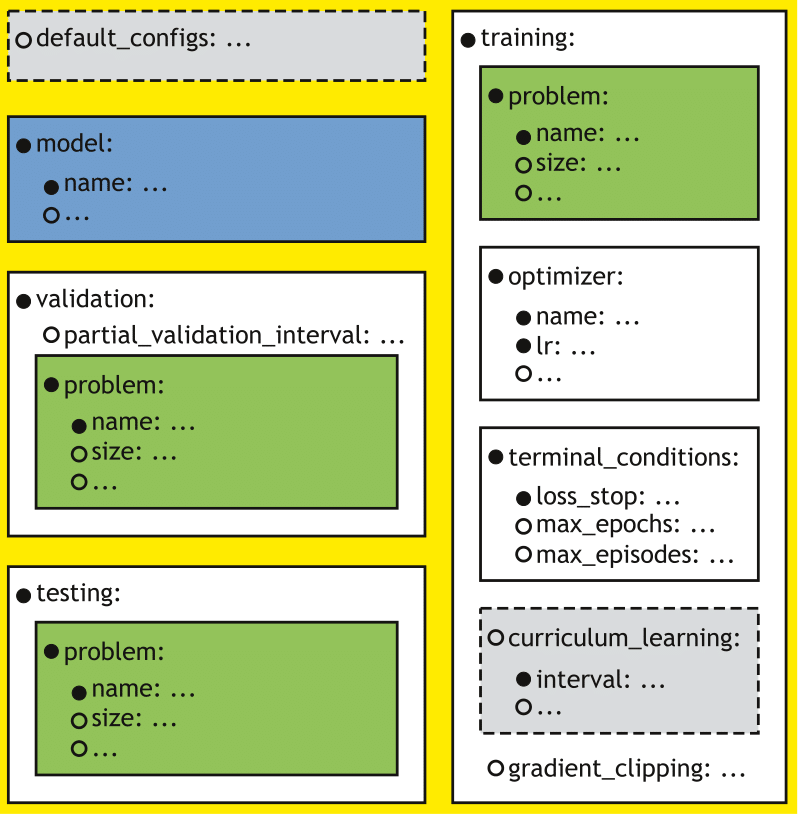 default_configs: ...
model:
name: ...
...
validation:
partial_validation_interval: ...
problem:
name: ...
size: ...
...
testing:
problem:
name: ...
size: ...
...
training:
problem:
name: ...
size: ...
...
optimizer:
name: ...
lr: ...
...
terminal_conditions:
loss_stop: ...
max_epochs: ...
max_episodes: ...
curriculum_learning:
interval: ...
...
gradient_clipping: ...